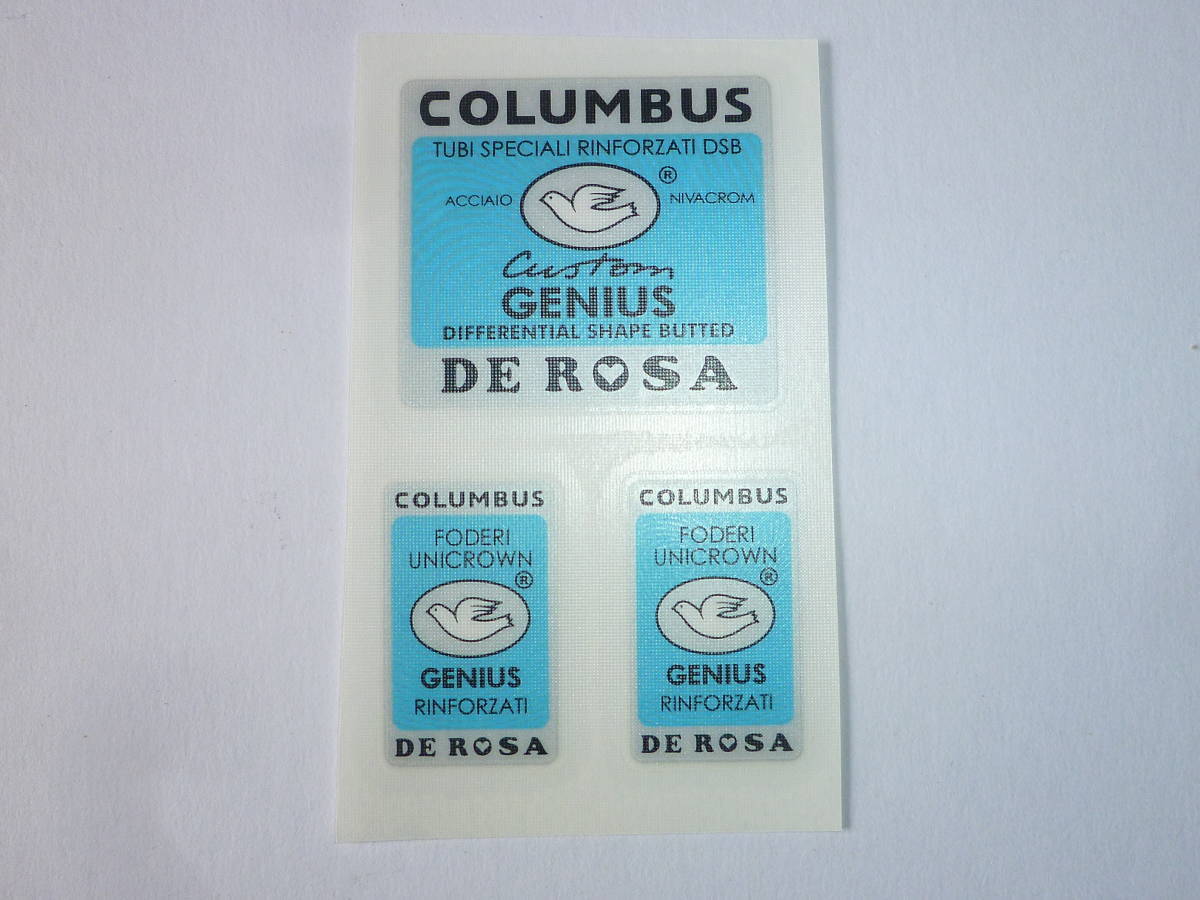 COLUMBUS
TUBI SPECIALI RINFORZATI DSB
®
ACCIAIO NIVACROM
Custom
GENIUS
DIFFERENTIAL SHAPE BUTTED
DE ROSA
COLUMBUS
FODERI
UNICROWN
®
GENIUS
RINFORZATI
DE ROSA
COLUMBUS
FODERI
UNICROWN
®
GENIUS
RINFORZATI
DE ROSA